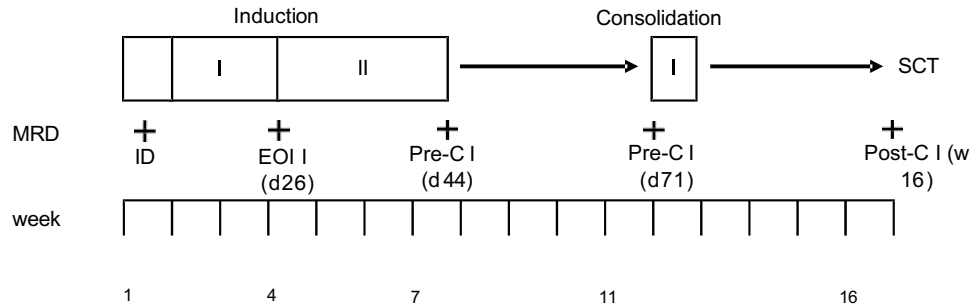 Induction
Consolidation
I
II
I
SCT
MRD
ID
EOI I
(d26)
Pre-C I
(d44)
Pre-C I
(d71)
Post-C I (w
16)
week
1
4
7
11
16